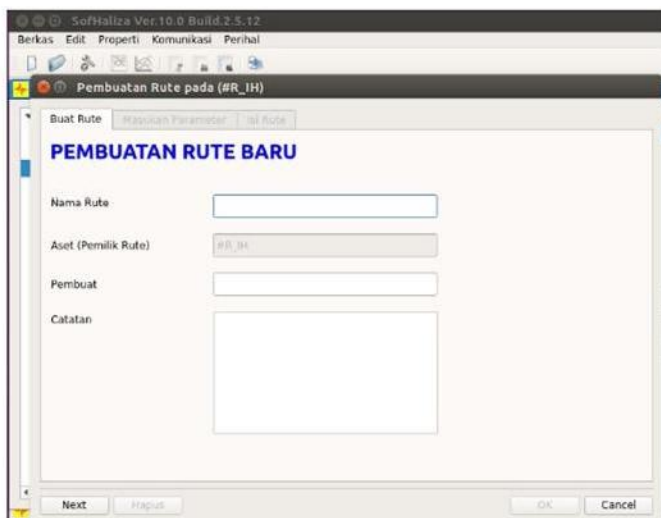 SofHaliza Ver.10.0 Build.2.5.12
Berkas Edit Properti Komunikasi Perihal
Pembuatan Rute pada (#R_IH)
Buat Rute Masukan Parameter Isi Rute
PEMBUATAN RUTE BARU
Nama Rute
Aset (Pemilik Rute) #R_IH
Pembuat
Catatan
Next Hapus OK Cancel